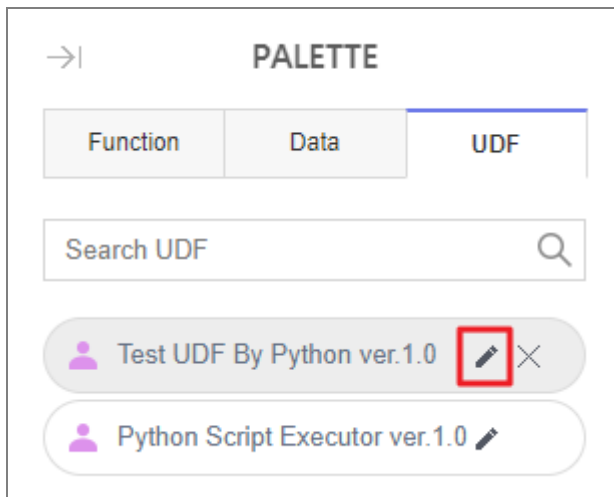 PALETTE
Function
Data
UDF
Search UDF
Test UDF By Python ver.1.0
Python Script Executor ver.1.0